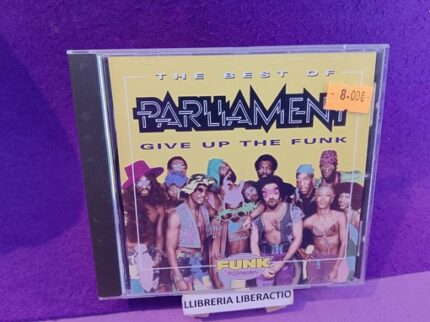 THE BEST OF
PARLIAMENT
GIVE UP THE FUNK
8.00€
FUNK
LLIBRERIA LIBERACTIO